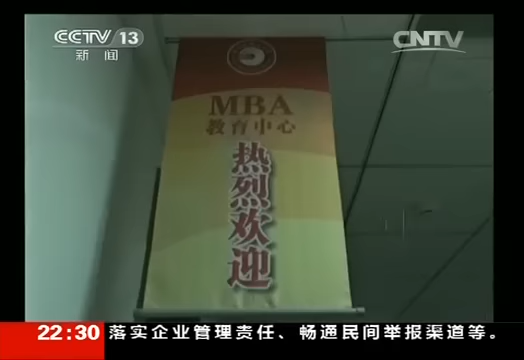 CCTV 13
新闻
CNTV
MBA
教育中心
热烈欢迎
22:30 落实企业管理责任、畅通民间举报渠道等。